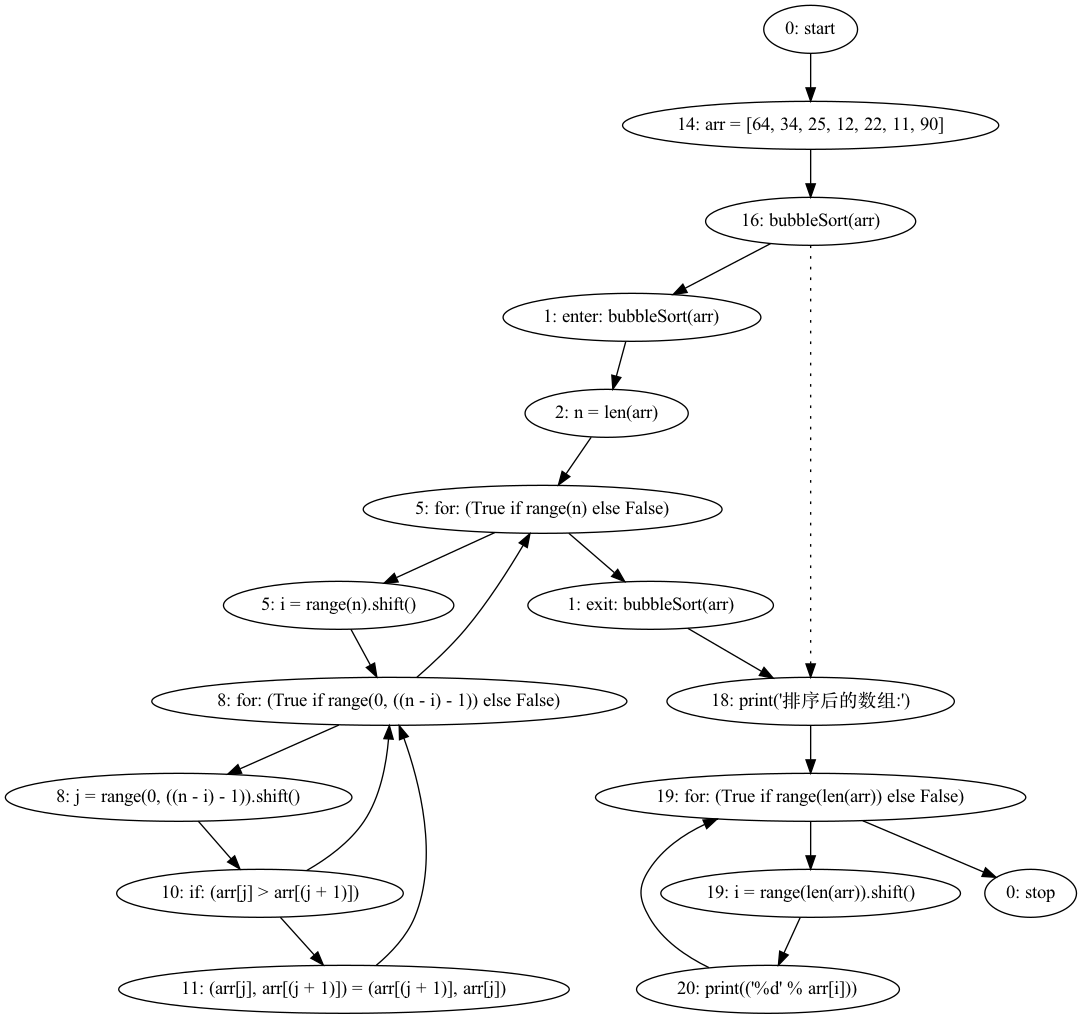 0: start
14: arr = [64, 34, 25, 12, 22, 11, 90]
16: bubbleSort(arr)
1: enter: bubbleSort(arr)
2: n = len(arr)
5: for: (True if range(n) else False)
5: i = range(n).shift()
1: exit: bubbleSort(arr)
8: for: (True if range(0, ((n - i) - 1)) else False)
18: print('排序后的数组:')
8: j = range(0, ((n - i) - 1)).shift()
19: for: (True if range(len(arr)) else False)
10: if: (arr[j] > arr[(j + 1)])
19: i = range(len(arr)).shift()
0: stop
11: (arr[j], arr[(j + 1)]) = (arr[(j + 1)], arr[j])
20: print(('%d' % arr[i]))